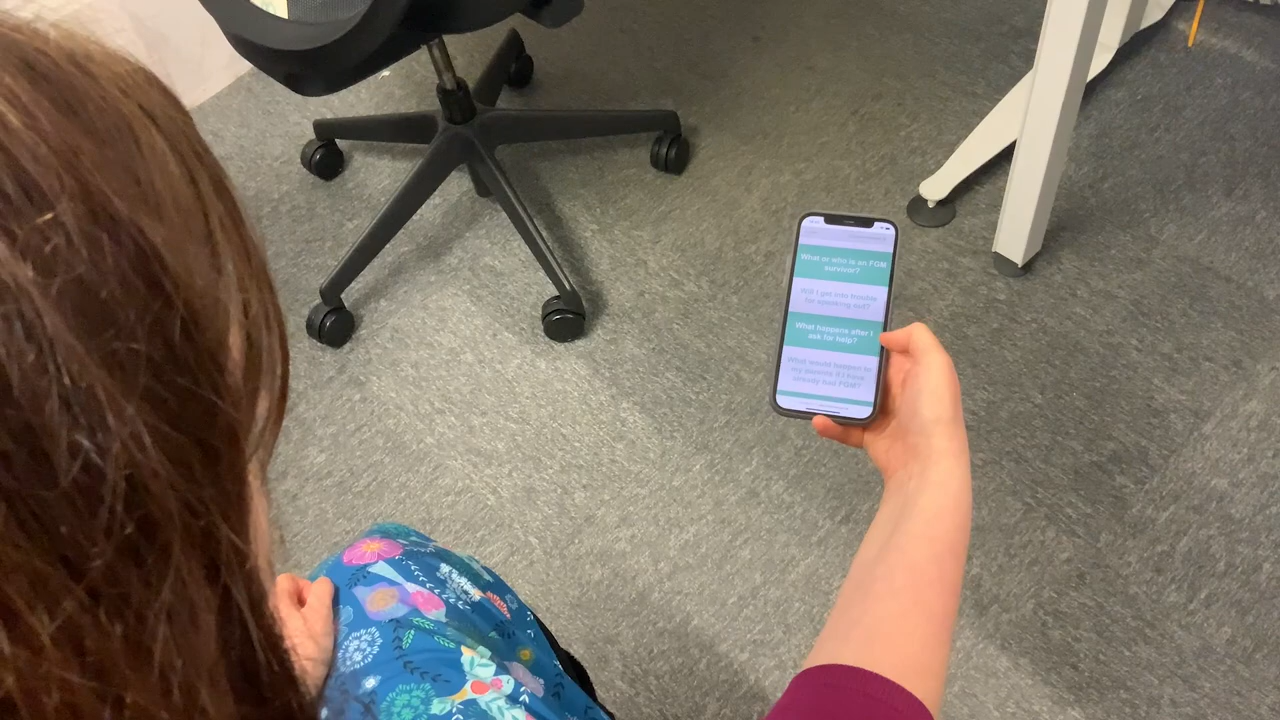 What or who is an FGM
survivor?
Will I get into trouble
for speaking out?
What happens after I
ask for help?
What would happen to
my parents if I have
already had FGM?